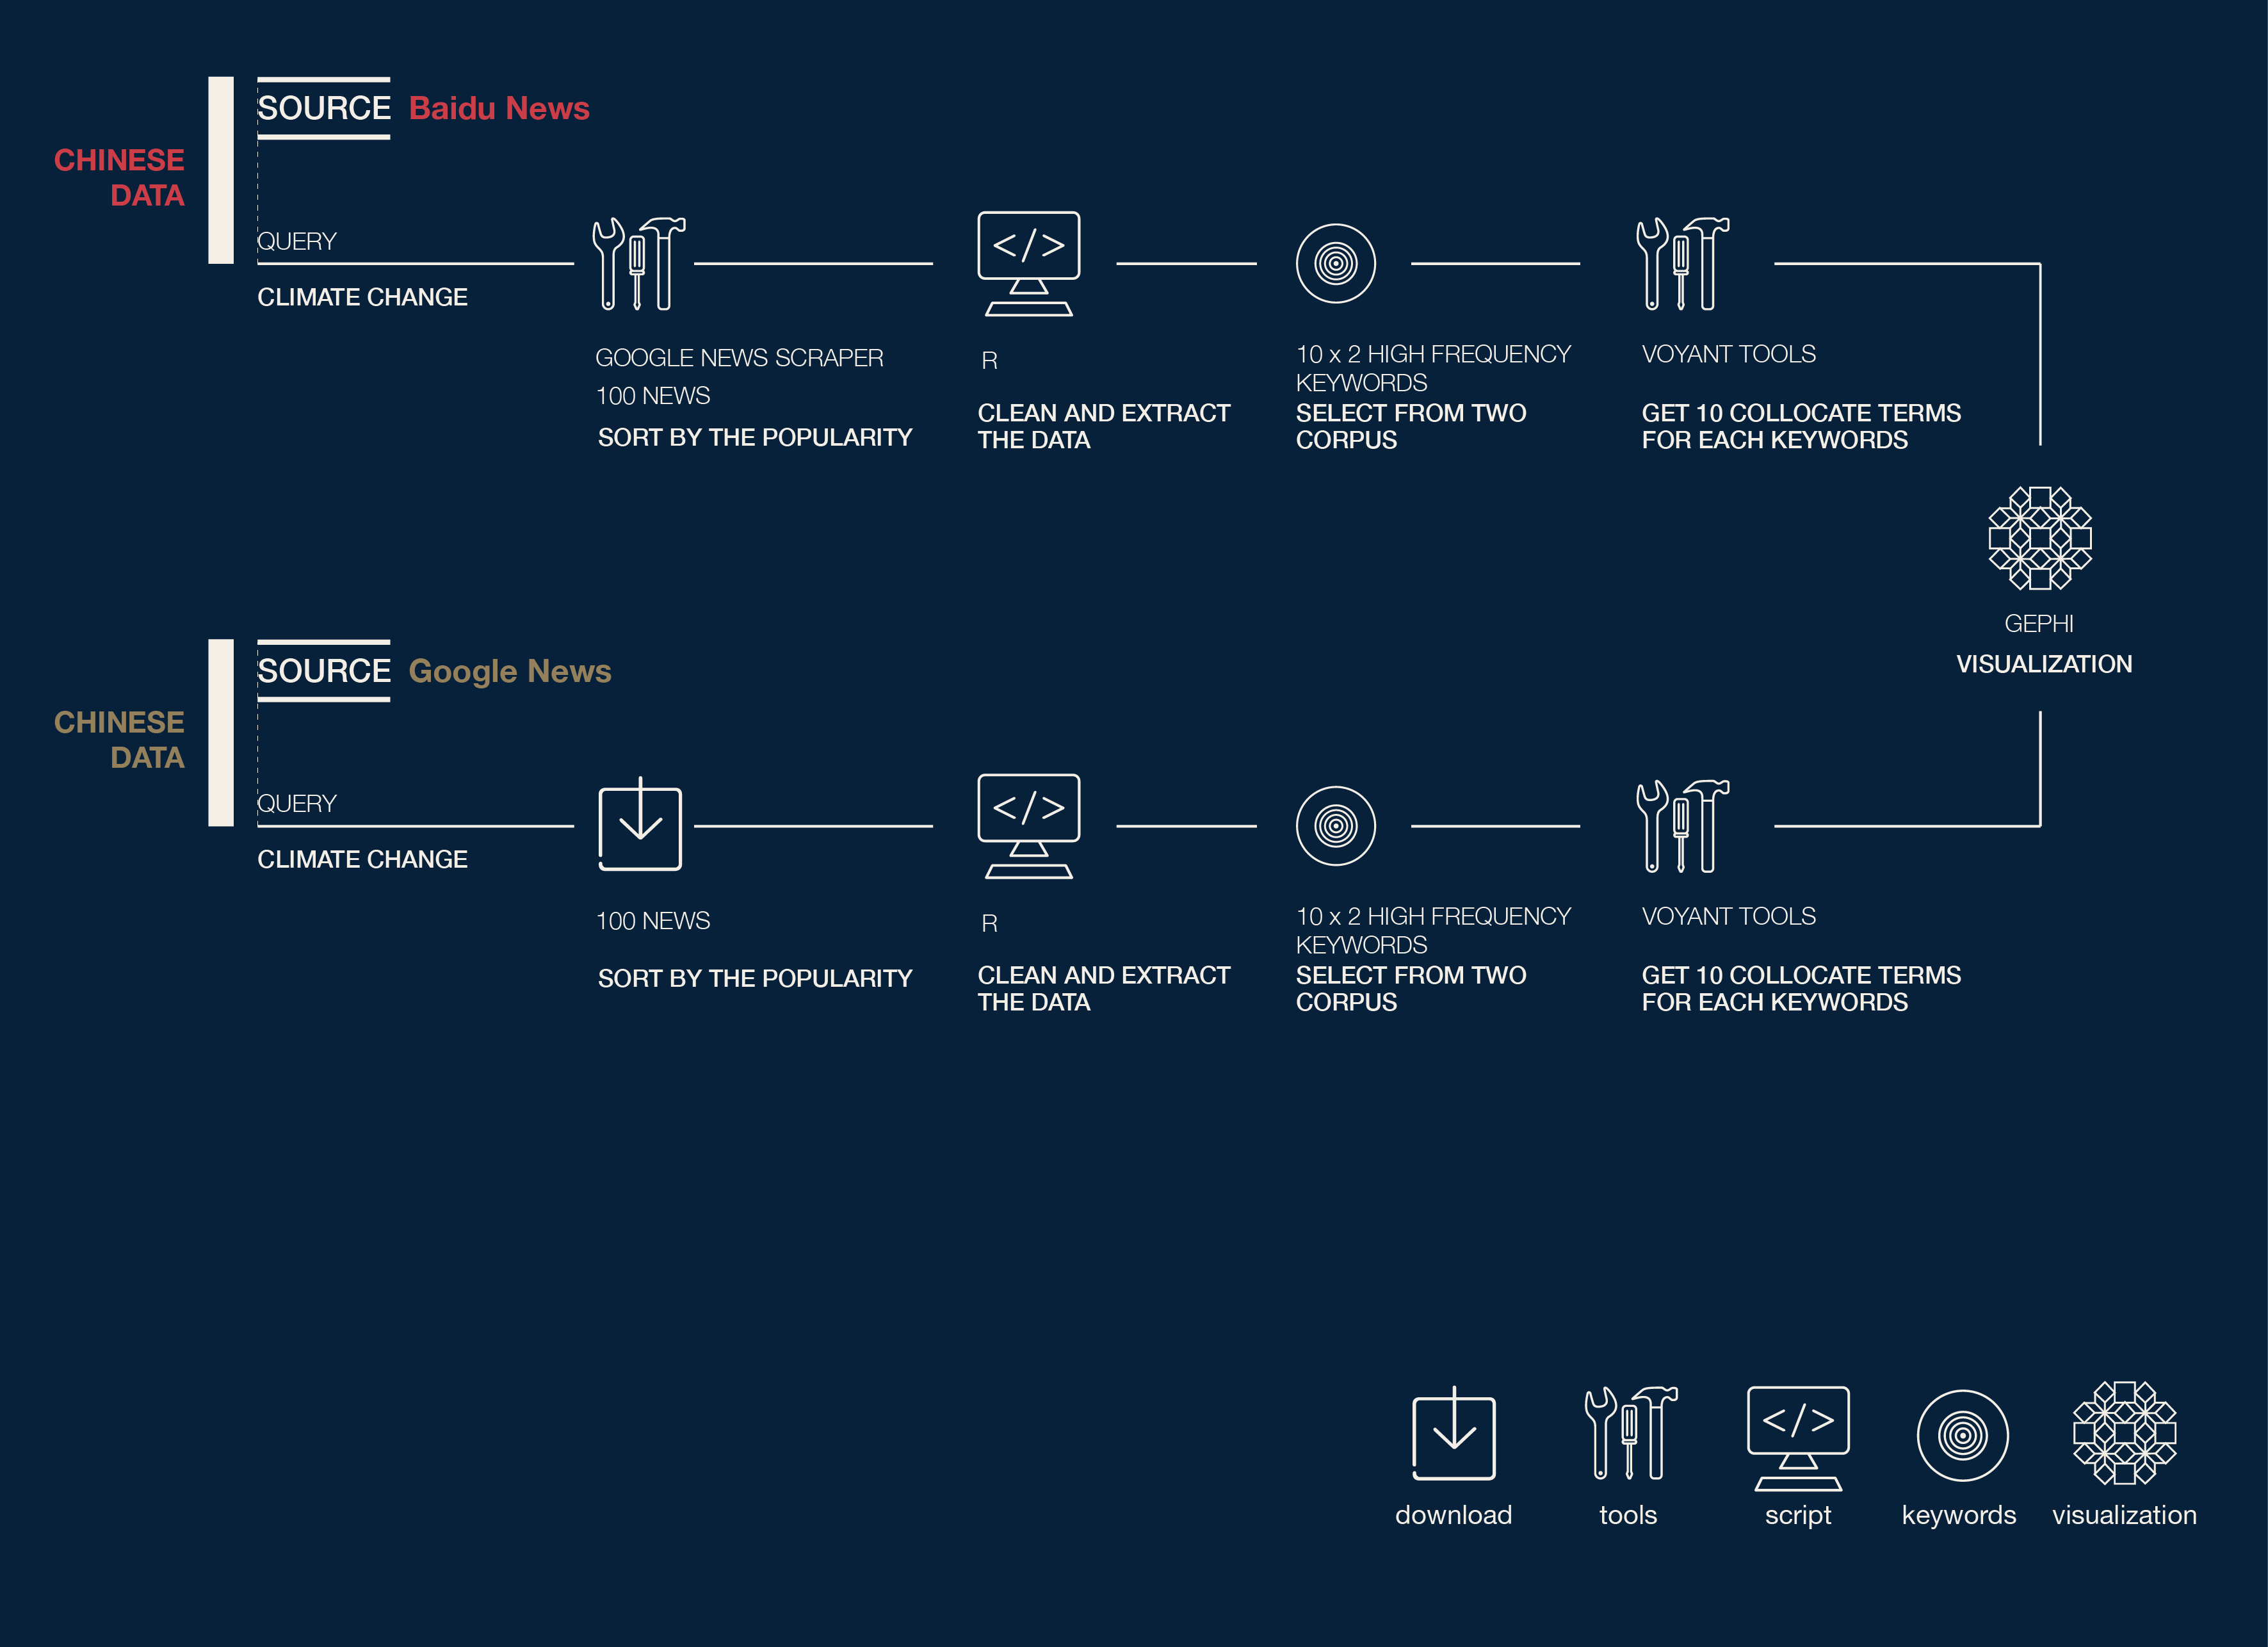 SOURCE Baidu News
CHINESE
DATA
QUERY
CLIMATE CHANGE
GOOGLE NEWS SCRAPER
100 NEWS
SORT BY THE POPULARITY
R
CLEAN AND EXTRACT
THE DATA
10 x 2 HIGH FREQUENCY
KEYWORDS
SELECT FROM TWO
CORPUS
VOYANT TOOLS
GET 10 COLLOCATE TERMS
FOR EACH KEYWORDS
GEPHI
VISUALIZATION
SOURCE Google News
CHINESE
DATA
QUERY
CLIMATE CHANGE
100 NEWS
SORT BY THE POPULARITY
R
CLEAN AND EXTRACT
THE DATA
10 x 2 HIGH FREQUENCY
KEYWORDS
SELECT FROM TWO
CORPUS
VOYANT TOOLS
GET 10 COLLOCATE TERMS
FOR EACH KEYWORDS
</>
</>
</>
download
tools
script
keywords
visualization